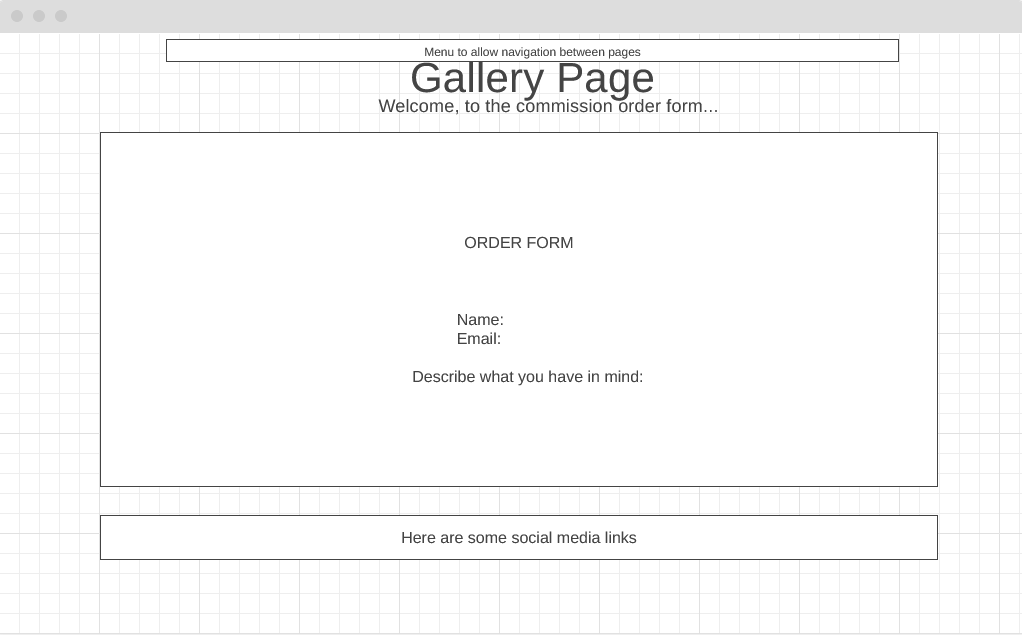 Menu to allow navigation between pages
Gallery Page
Welcome, to the commission order form...
ORDER FORM
Name:
Email:
Describe what you have in mind:
Here are some social media links